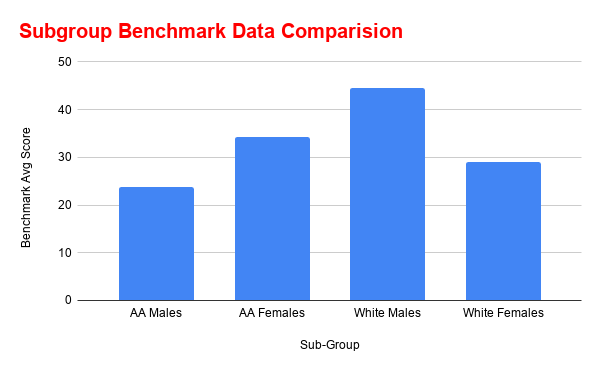 Subgroup Benchmark Data Comparision
50
40
30
20
10
0
Benchmark Avg Score
AA Males
AA Females
White Males
White Females
Sub-Group